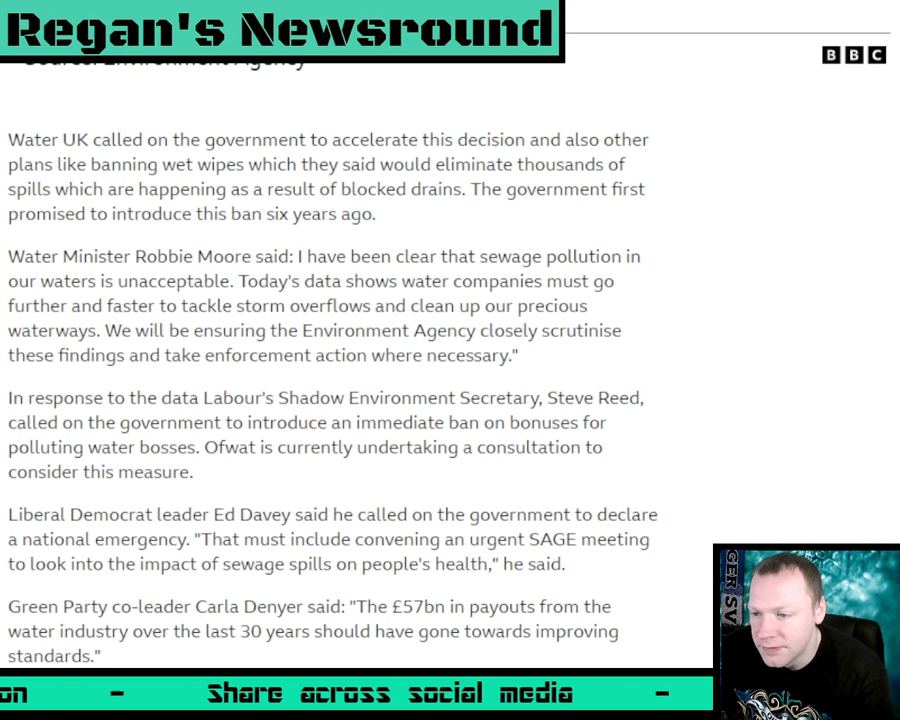 Regan's Newsround
Source: Environment Agency
BBC
Water UK called on the government to accelerate this decision and also other
plans like banning wet wipes which they said would eliminate thousands of
spills which are happening as a result of blocked drains. The government first
promised to introduce this ban six years ago.
Water Minister Robbie Moore said: I have been clear that sewage pollution in
our waters is unacceptable. Today's data shows water companies must go
further and faster to tackle storm overflows and clean up our precious
waterways. We will be ensuring the Environment Agency closely scrutinise
these findings and take enforcement action where necessary."
In response to the data Labour's Shadow Environment Secretary, Steve Reed,
called on the government to introduce an immediate ban on bonuses for
polluting water bosses. Ofwat is currently undertaking a consultation to
consider this measure.
Liberal Democrat leader Ed Davey said he called on the government to declare
a national emergency. "That must include convening an urgent SAGE meeting
to look into the impact of sewage spills on people's health," he said.
Green Party co-leader Carla Denyer said: "The £57bn in payouts from the
water industry over the last 30 years should have gone towards improving
standards."
GER SV
on - Share across social media -